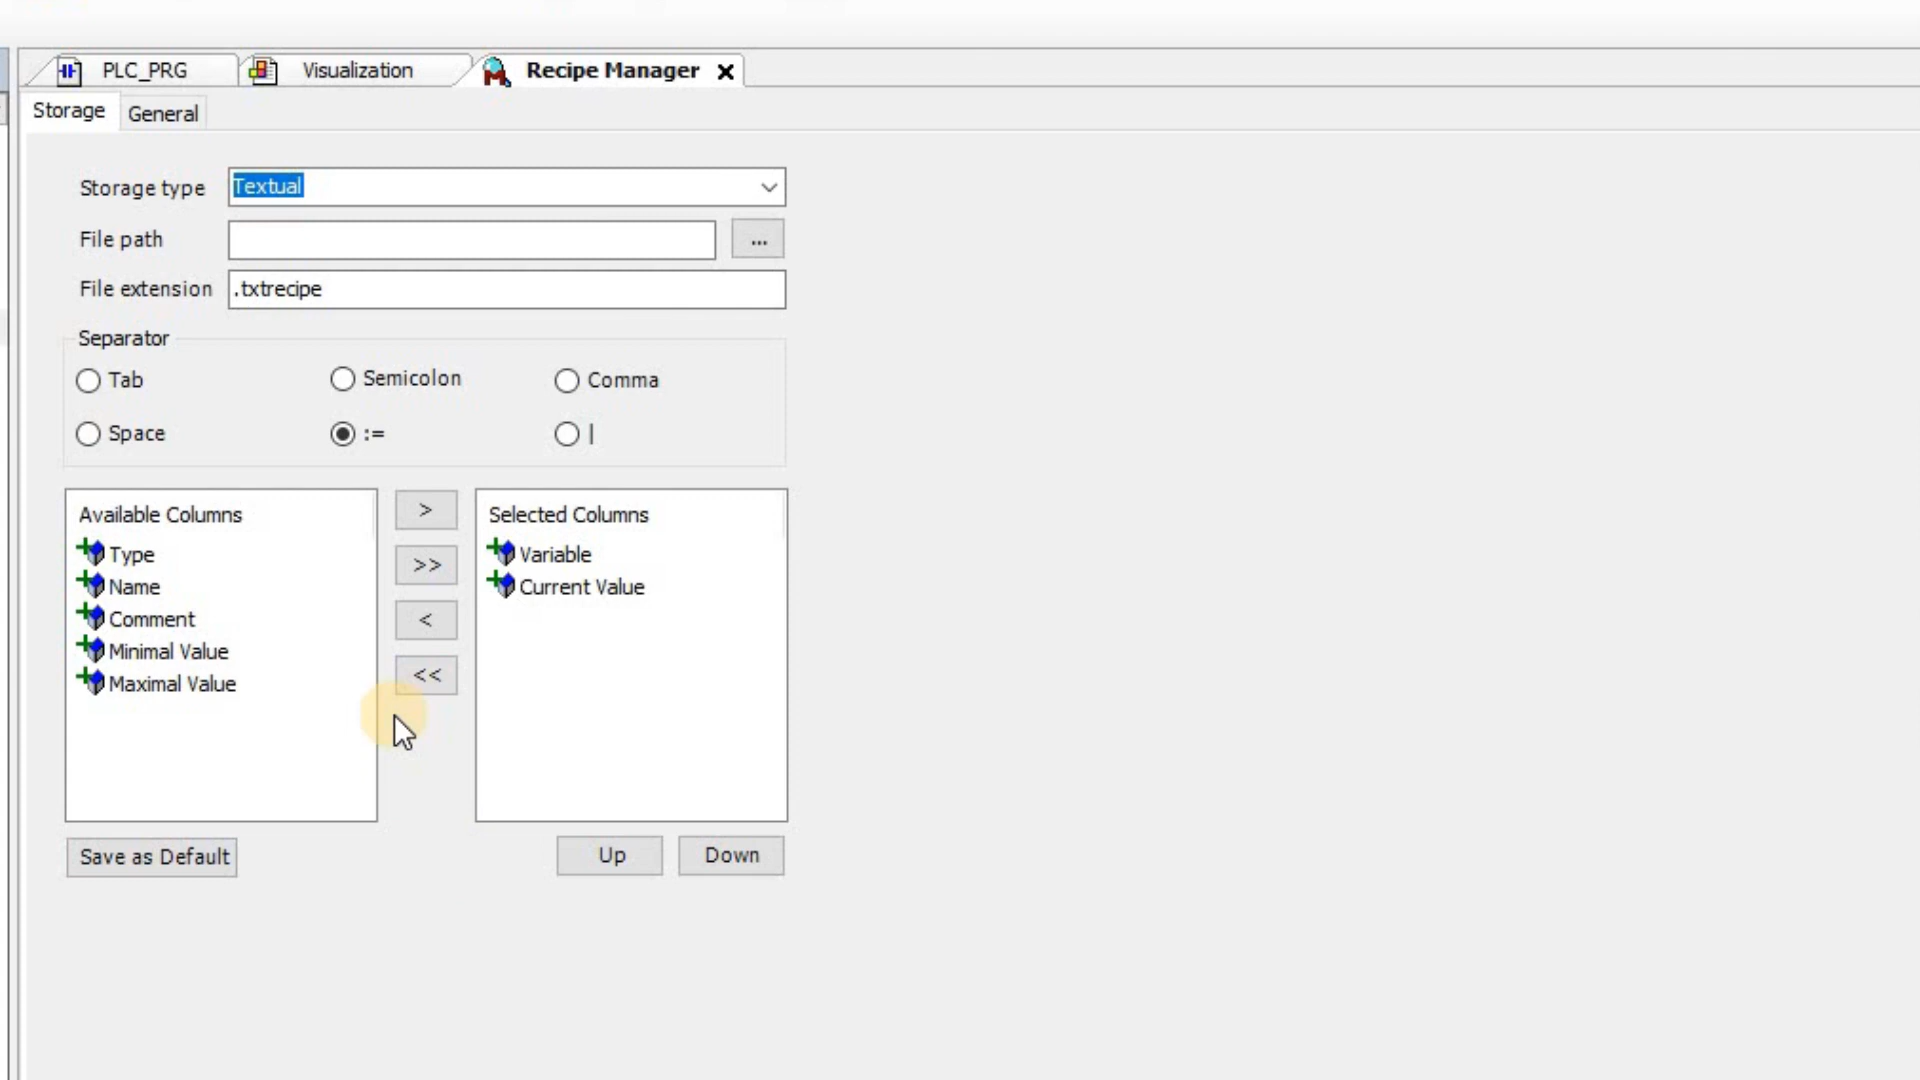 PLC_PRG Visualization Recipe Manager
Storage General
Storage type Textual
File path ...
File extension .txtrecipe
Separator
Tab Semicolon Comma
Space := |
Available Columns > Selected Columns
Type Variable
>>
Name Current Value
Comment <
Minimal Value
Maximal Value <<
Save as Default Up Down